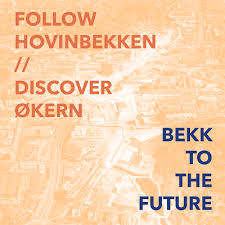 FOLLOW
HOVINBEKKEN
//
DISCOVER
ØKERN
BEKK
TO
THE
FUTURE